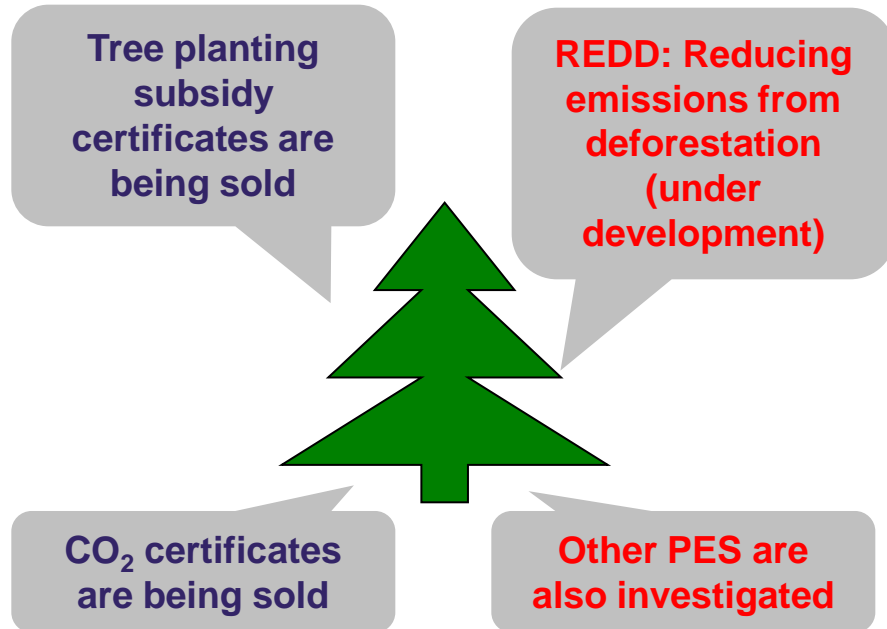 Tree planting
subsidy
certificates are
being sold
REDD: Reducing
emissions from
deforestation
(under
development)
CO₂ certificates
are being sold
Other PES are
also investigated